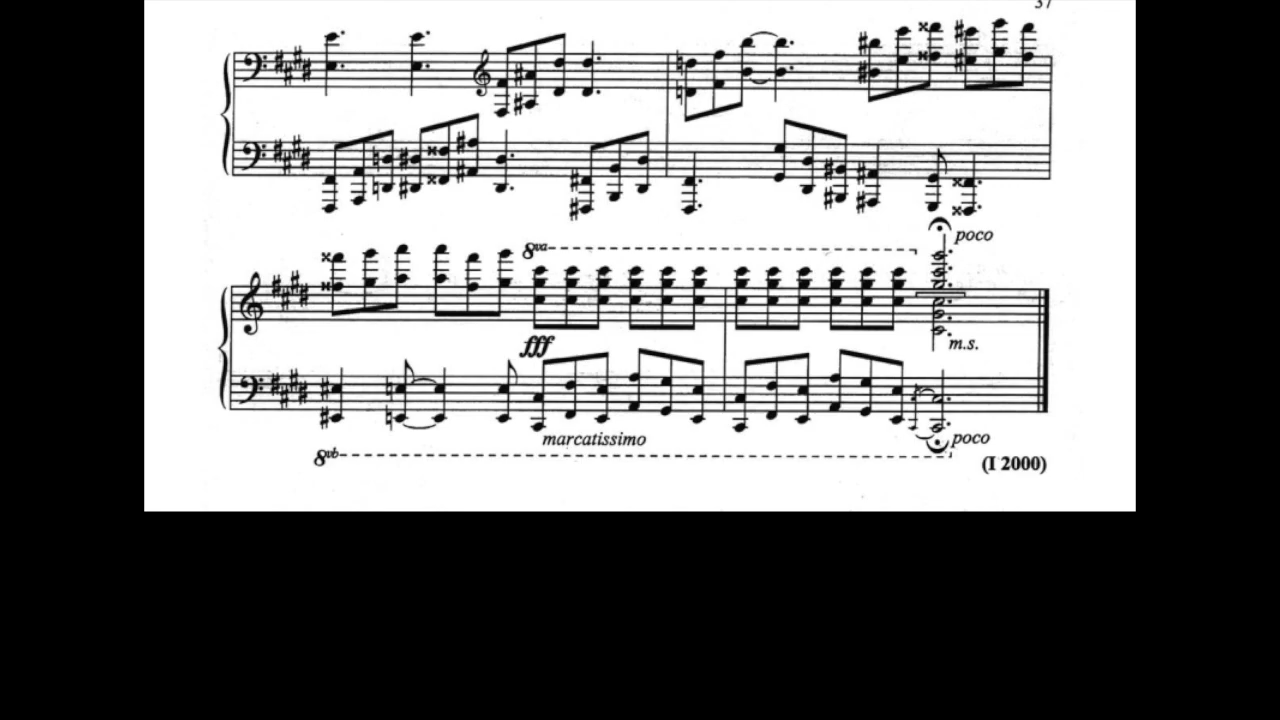 37
poco
8va
fff
m.s.
marcatissimo
poco
8vb
(I 2000)